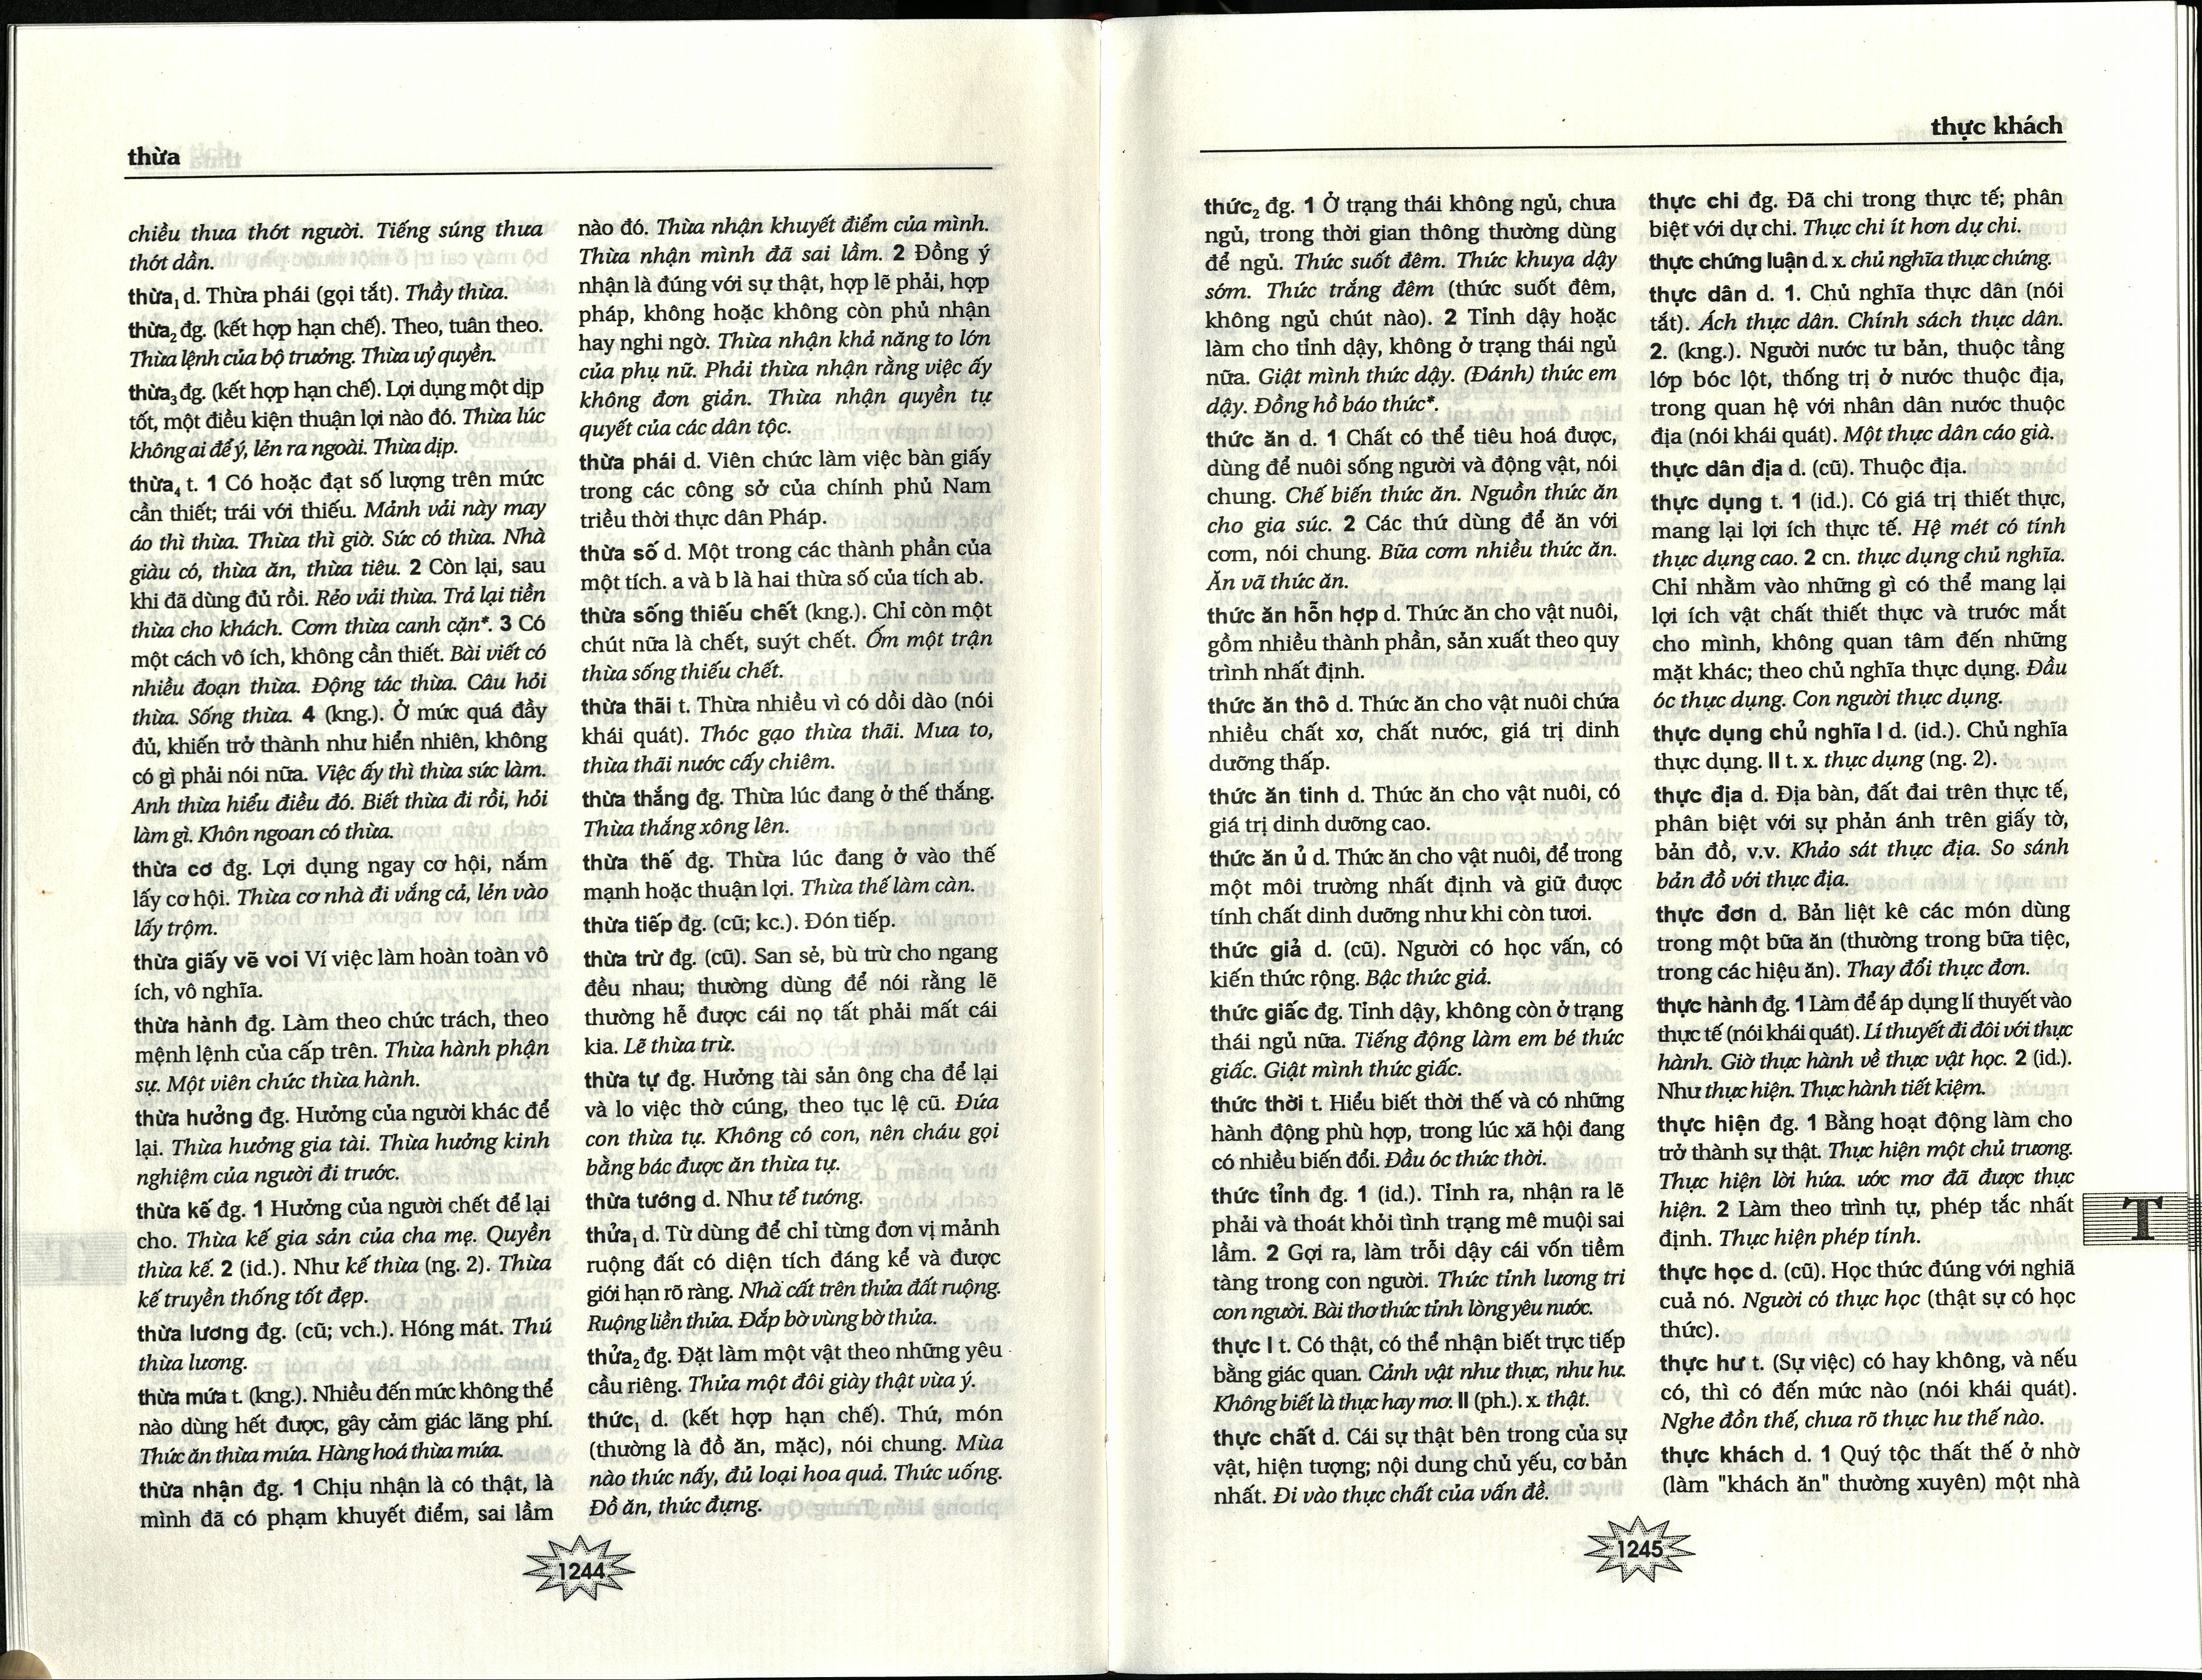 thừa
chiều thưa thớt người. Tiếng súng thưa
thớt dần.
thừa₁ d. Thừa phái (gọi tắt). Thầy thừa.
thừa₂ đg. (kết hợp hạn chế). Theo, tuân theo.
Thừa lệnh của bộ trưởng. Thừa uỷ quyền.
thừa₃ đg. (kết hợp hạn chế). Lợi dụng một dịp
tốt, một điều kiện thuận lợi nào đó. Thừa lúc
không ai để ý, lẻn ra ngoài. Thừa dịp.
thừa₄ t. 1 Có hoặc đạt số lượng trên mức
cần thiết; trái với thiếu. Mảnh vải này may
áo thì thừa. Thừa thì giờ. Sức có thừa. Nhà
giàu có, thừa ăn, thừa tiêu. 2 Còn lại, sau
khi đã dùng đủ rồi. Rẻo vải thừa. Trả lại tiền
thừa cho khách. Cơm thừa canh cặn*. 3 Có
một cách vô ích, không cần thiết. Bài viết có
nhiều đoạn thừa. Động tác thừa. Câu hỏi
thừa. Sống thừa. 4 (kng.). Ở mức quá đầy
đủ, khiến trở thành như hiển nhiên, không
có gì phải nói nữa. Việc ấy thì thừa sức làm.
Anh thừa hiểu điều đó. Biết thừa đi rồi, hỏi
làm gì. Khôn ngoan có thừa.
thừa cơ đg. Lợi dụng ngay cơ hội, nắm
lấy cơ hội. Thừa cơ nhà đi vắng cả, lẻn vào
lấy trộm.
thừa giấy vẽ voi Ví việc làm hoàn toàn vô
ích, vô nghĩa.
thừa hành đg. Làm theo chức trách, theo
mệnh lệnh của cấp trên. Thừa hành phận
sự. Một viên chức thừa hành.
thừa hưởng đg. Hưởng của người khác để
lại. Thừa hưởng gia tài. Thừa hưởng kinh
nghiệm của người đi trước.
thừa kế đg. 1 Hưởng của người chết để lại
cho. Thừa kế gia sản của cha mẹ. Quyền
thừa kế. 2 (id.). Như kế thừa (ng. 2). Thừa
kế truyền thống tốt đẹp.
thừa lương đg. (cũ; vch.). Hóng mát. Thú
thừa lương.
thừa mứa t. (kng.). Nhiều đến mức không thể
nào dùng hết được, gây cảm giác lãng phí.
Thức ăn thừa mứa. Hàng hoá thừa mứa.
thừa nhận đg. 1 Chịu nhận là có thật, là
mình đã có phạm khuyết điểm, sai lầm
nào đó. Thừa nhận khuyết điểm của mình.
Thừa nhận mình đã sai lầm. 2 Đồng ý
nhận là đúng với sự thật, hợp lẽ phải, hợp
pháp, không hoặc không còn phủ nhận
hay nghi ngờ. Thừa nhận khả năng to lớn
của phụ nữ. Phải thừa nhận rằng việc ấy
không đơn giản. Thừa nhận quyền tự
quyết của các dân tộc.
thừa phái d. Viên chức làm việc bàn giấy
trong các công sở của chính phủ Nam
triều thời thực dân Pháp.
thừa số d. Một trong các thành phần của
một tích. a và b là hai thừa số của tích ab.
thừa sống thiếu chết (kng.). Chỉ còn một
chút nữa là chết, suýt chết. Ốm một trận
thừa sống thiếu chết.
thừa thãi t. Thừa nhiều vì có dồi dào (nói
khái quát). Thóc gạo thừa thãi. Mưa to,
thừa thãi nước cấy chiêm.
thừa thắng đg. Thừa lúc đang ở thế thắng.
Thừa thắng xông lên.
thừa thế đg. Thừa lúc đang ở vào thế
mạnh hoặc thuận lợi. Thừa thế làm càn.
thừa tiếp đg. (cũ; kc.). Đón tiếp.
thừa trừ đg. (cũ). San sẻ, bù trừ cho ngang
đều nhau; thường dùng để nói rằng lẽ
thường hễ được cái nọ tất phải mất cái
kia. Lẽ thừa trừ.
thừa tự đg. Hưởng tài sản ông cha để lại
và lo việc thờ cúng, theo tục lệ cũ. Đứa
con thừa tự. Không có con, nên cháu gọi
bằng bác được ăn thừa tự.
thừa tướng d. Như tể tướng.
thửa₁ d. Từ dùng để chỉ từng đơn vị mảnh
ruộng đất có diện tích đáng kể và được
giới hạn rõ ràng. Nhà cất trên thửa đất ruộng.
Ruộng liền thửa. Đắp bờ vùng bờ thửa.
thửa₂ đg. Đặt làm một vật theo những yêu
cầu riêng. Thửa một đôi giày thật vừa ý.
thức₁ d. (kết hợp hạn chế). Thứ, món
(thường là đồ ăn, mặc), nói chung. Mùa
nào thức nấy, đủ loại hoa quả. Thức uống.
Đồ ăn, thức đựng.
1244
thực khách
thức₂ đg. 1 Ở trạng thái không ngủ, chưa
ngủ, trong thời gian thông thường dùng
để ngủ. Thức suốt đêm. Thức khuya dậy
sớm. Thức trắng đêm (thức suốt đêm,
không ngủ chút nào). 2 Tỉnh dậy hoặc
làm cho tỉnh dậy, không ở trạng thái ngủ
nữa. Giật mình thức dậy. (Đánh) thức em
dậy. Đồng hồ báo thức*.
thức ăn d. 1 Chất có thể tiêu hoá được,
dùng để nuôi sống người và động vật, nói
chung. Chế biến thức ăn. Nguồn thức ăn
cho gia súc. 2 Các thứ dùng để ăn với
cơm, nói chung. Bữa cơm nhiều thức ăn.
Ăn vã thức ăn.
thức ăn hỗn hợp d. Thức ăn cho vật nuôi,
gồm nhiều thành phần, sản xuất theo quy
trình nhất định.
thức ăn thô d. Thức ăn cho vật nuôi chứa
nhiều chất xơ, chất nước, giá trị dinh
dưỡng thấp.
thức ăn tinh d. Thức ăn cho vật nuôi, có
giá trị dinh dưỡng cao.
thức ăn ủ d. Thức ăn cho vật nuôi, để trong
một môi trường nhất định và giữ được
tính chất dinh dưỡng như khi còn tươi.
thức giả d. (cũ). Người có học vấn, có
kiến thức rộng. Bậc thức giả.
thức giấc đg. Tỉnh dậy, không còn ở trạng
thái ngủ nữa. Tiếng động làm em bé thức
giấc. Giật mình thức giấc.
thức thời t. Hiểu biết thời thế và có những
hành động phù hợp, trong lúc xã hội đang
có nhiều biến đổi. Đầu óc thức thời.
thức tỉnh đg. 1 (id.). Tỉnh ra, nhận ra lẽ
phải và thoát khỏi tình trạng mê muội sai
lầm. 2 Gợi ra, làm trỗi dậy cái vốn tiềm
tàng trong con người. Thức tỉnh lương tri
con người. Bài thơ thức tỉnh lòng yêu nước.
thực I t. Có thật, có thể nhận biết trực tiếp
bằng giác quan. Cảnh vật như thực, như hư.
Không biết là thực hay mơ. II (ph.). x. thật.
thực chất d. Cái sự thật bên trong của sự
vật, hiện tượng; nội dung chủ yếu, cơ bản
nhất. Đi vào thực chất của vấn đề.
thực chi đg. Đã chi trong thực tế; phân
biệt với dự chi. Thực chi ít hơn dự chi.
thực chứng luận d. x. chủ nghĩa thực chứng.
thực dân d. 1. Chủ nghĩa thực dân (nói
tắt). Ách thực dân. Chính sách thực dân.
2. (kng.). Người nước tư bản, thuộc tầng
lớp bóc lột, thống trị ở nước thuộc địa,
trong quan hệ với nhân dân nước thuộc
địa (nói khái quát). Một thực dân cáo già.
thực dân địa d. (cũ). Thuộc địa.
thực dụng t. 1 (id.). Có giá trị thiết thực,
mang lại lợi ích thực tế. Hệ mét có tính
thực dụng cao. 2 cn. thực dụng chủ nghĩa.
Chỉ nhằm vào những gì có thể mang lại
lợi ích vật chất thiết thực và trước mắt
cho mình, không quan tâm đến những
mặt khác; theo chủ nghĩa thực dụng. Đầu
óc thực dụng. Con người thực dụng.
thực dụng chủ nghĩa I d. (id.). Chủ nghĩa
thực dụng. II t. x. thực dụng (ng. 2).
thực địa d. Địa bàn, đất đai trên thực tế,
phân biệt với sự phản ánh trên giấy tờ,
bản đồ, v.v. Khảo sát thực địa. So sánh
bản đồ với thực địa.
thực đơn d. Bản liệt kê các món dùng
trong một bữa ăn (thường trong bữa tiệc,
trong các hiệu ăn). Thay đổi thực đơn.
thực hành đg. 1 Làm để áp dụng lí thuyết vào
thực tế (nói khái quát). Lí thuyết đi đôi với thực
hành. Giờ thực hành về thực vật học. 2 (id.).
Như thực hiện. Thực hành tiết kiệm.
thực hiện đg. 1 Bằng hoạt động làm cho
trở thành sự thật. Thực hiện một chủ trương.
Thực hiện lời hứa. ước mơ đã được thực
hiện. 2 Làm theo trình tự, phép tắc nhất
định. Thực hiện phép tính.
thực học d. (cũ). Học thức đúng với nghiã
cuả nó. Người có thực học (thật sự có học
thức).
thực hư t. (Sự việc) có hay không, và nếu
có, thì có đến mức nào (nói khái quát).
Nghe đồn thế, chưa rõ thực hư thế nào.
thực khách d. 1 Quý tộc thất thế ở nhờ
(làm "khách ăn" thường xuyên) một nhà
T
1245